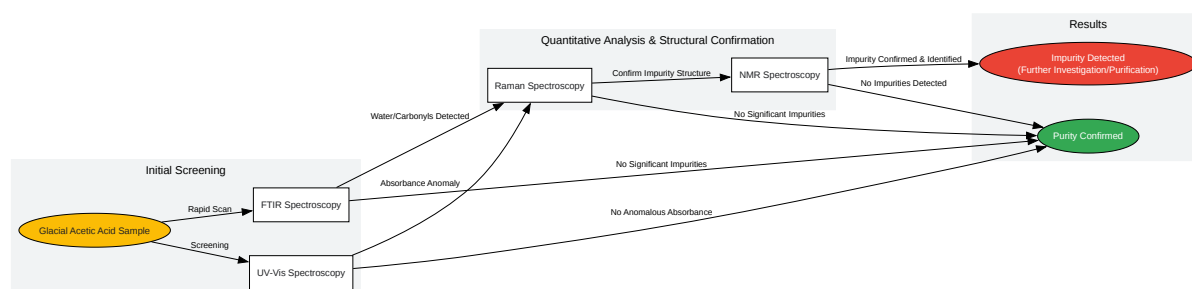 Results
Quantitative Analysis & Structural Confirmation
Impurity Confirmed & Identified
Impurity Detected
(Further Investigation/Purification)
Confirm Impurity Structure
NMR Spectroscopy
Raman Spectroscopy
No Impurities Detected
Water/Carbonyls Detected
No Significant Impurities
Purity Confirmed
Initial Screening
No Significant Impurities
Absorbance Anomaly
FTIR Spectroscopy
Rapid Scan
No Anomalous Absorbance
Glacial Acetic Acid Sample
Screening
UV-Vis Spectroscopy